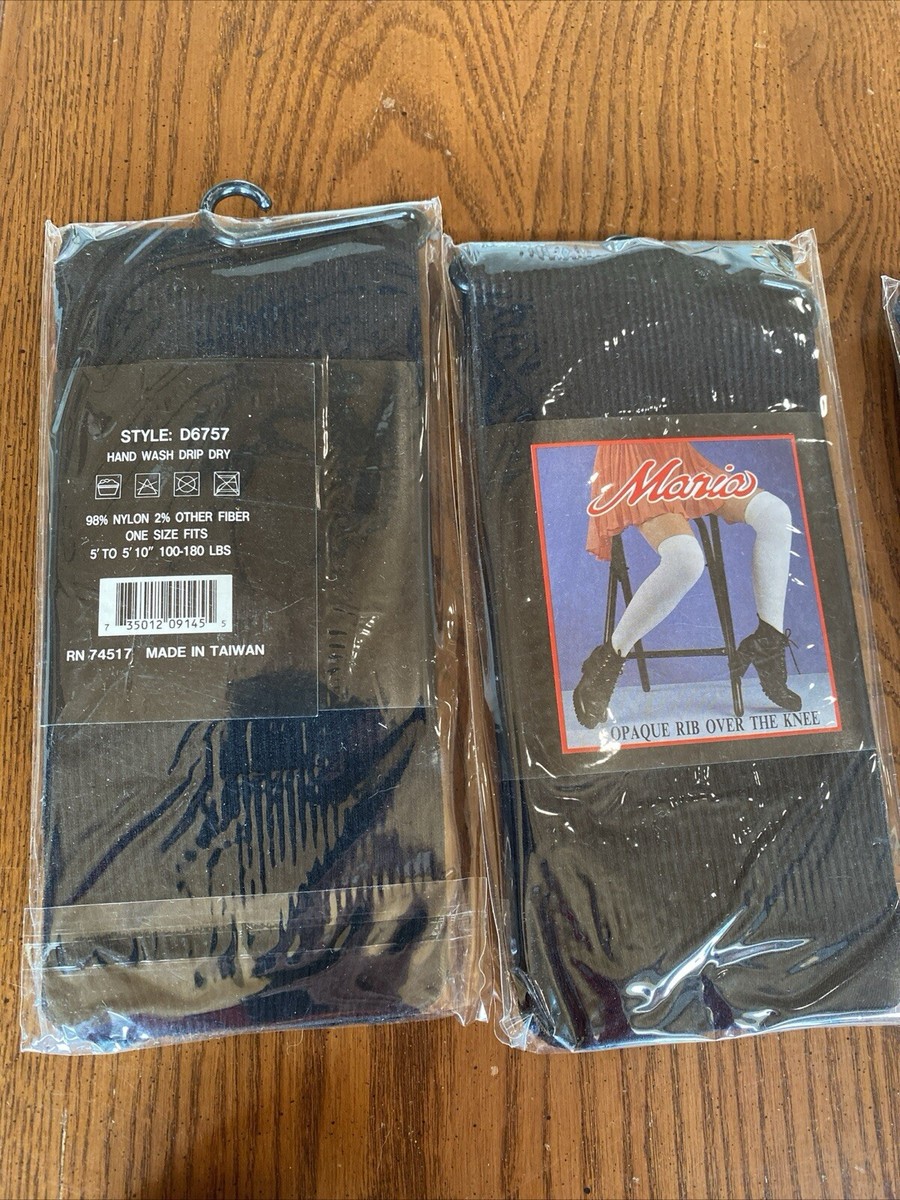 STYLE: D6757
HAND WASH DRIP DRY
98% NYLON 2% OTHER FIBER
ONE SIZE FITS
5' TO 5' 10" 100-180 LBS
7 35012 09145 5
RN 74517 MADE IN TAIWAN
Maria
OPAQUE RIB OVER THE KNEE